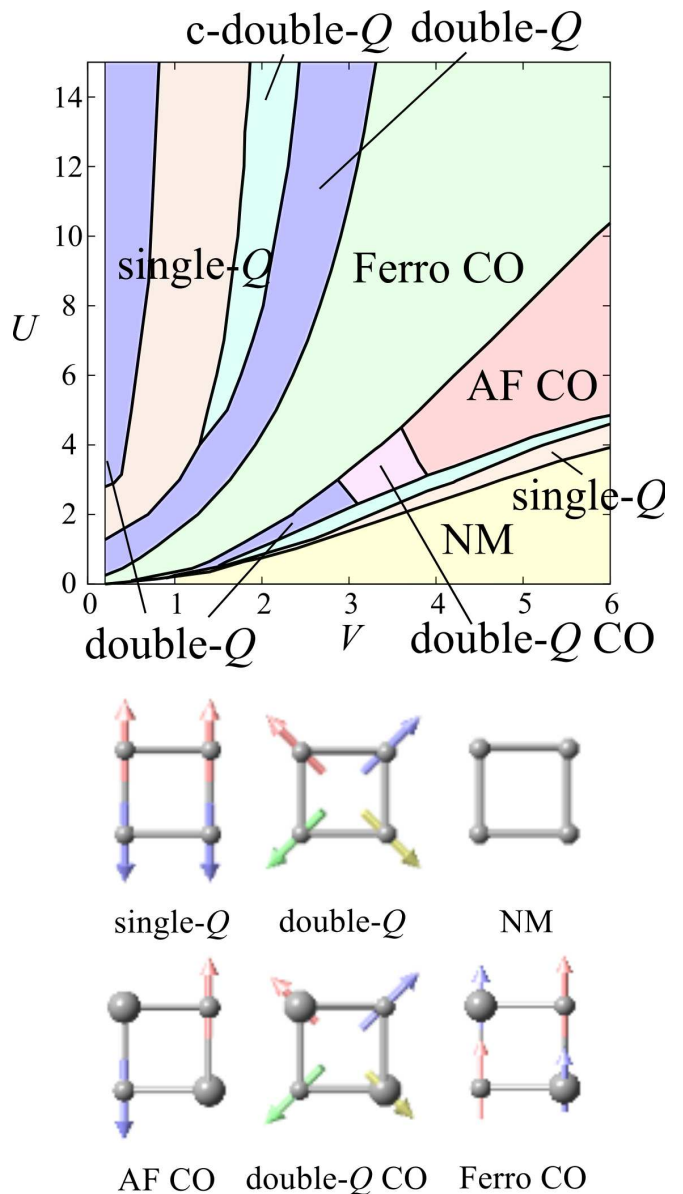 c-double-Q double-Q
14
12
10
8
6
4
2
0
U
single-Q
Ferro CO
AF CO
single-Q
NM
0 1 2 3 4 5 6
double-Q V double-Q CO
single-Q double-Q NM
AF CO double-Q CO Ferro CO